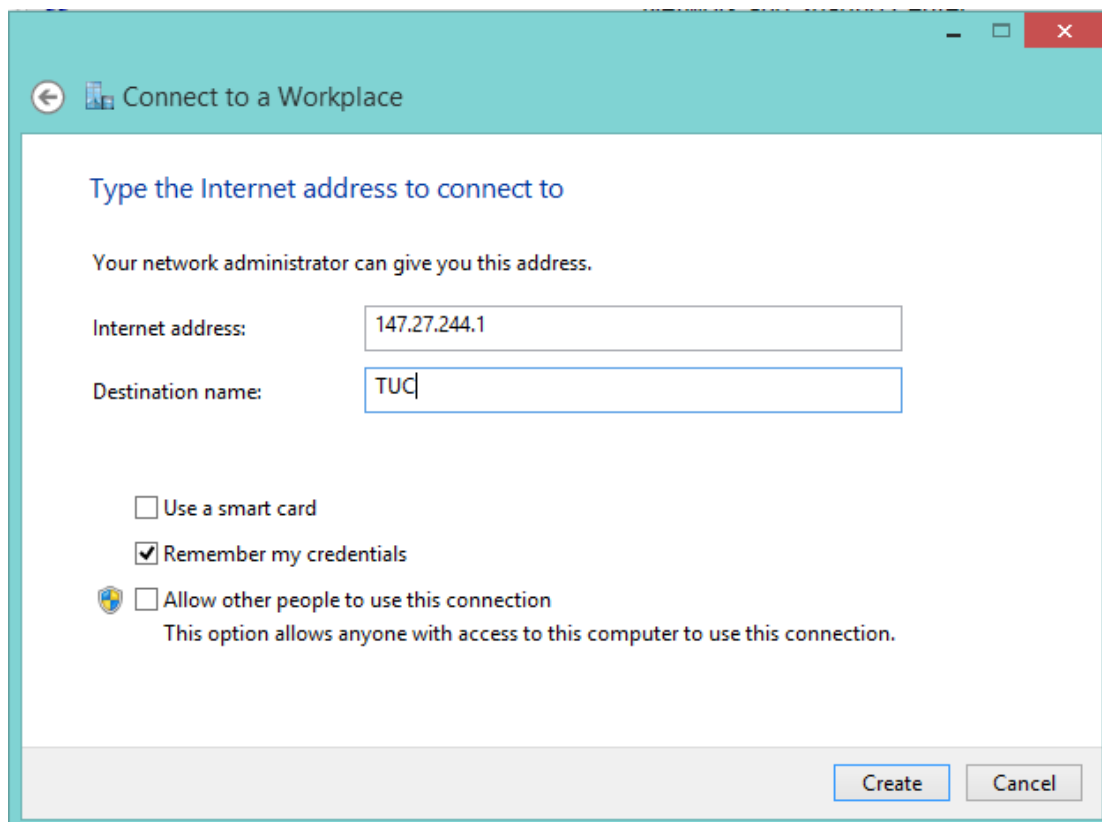 Connect to a Workplace
Type the Internet address to connect to
Your network administrator can give you this address.
Internet address: 147.27.244.1
Destination name: TUC
Use a smart card
Remember my credentials
Allow other people to use this connection
This option allows anyone with access to this computer to use this connection.
Create Cancel